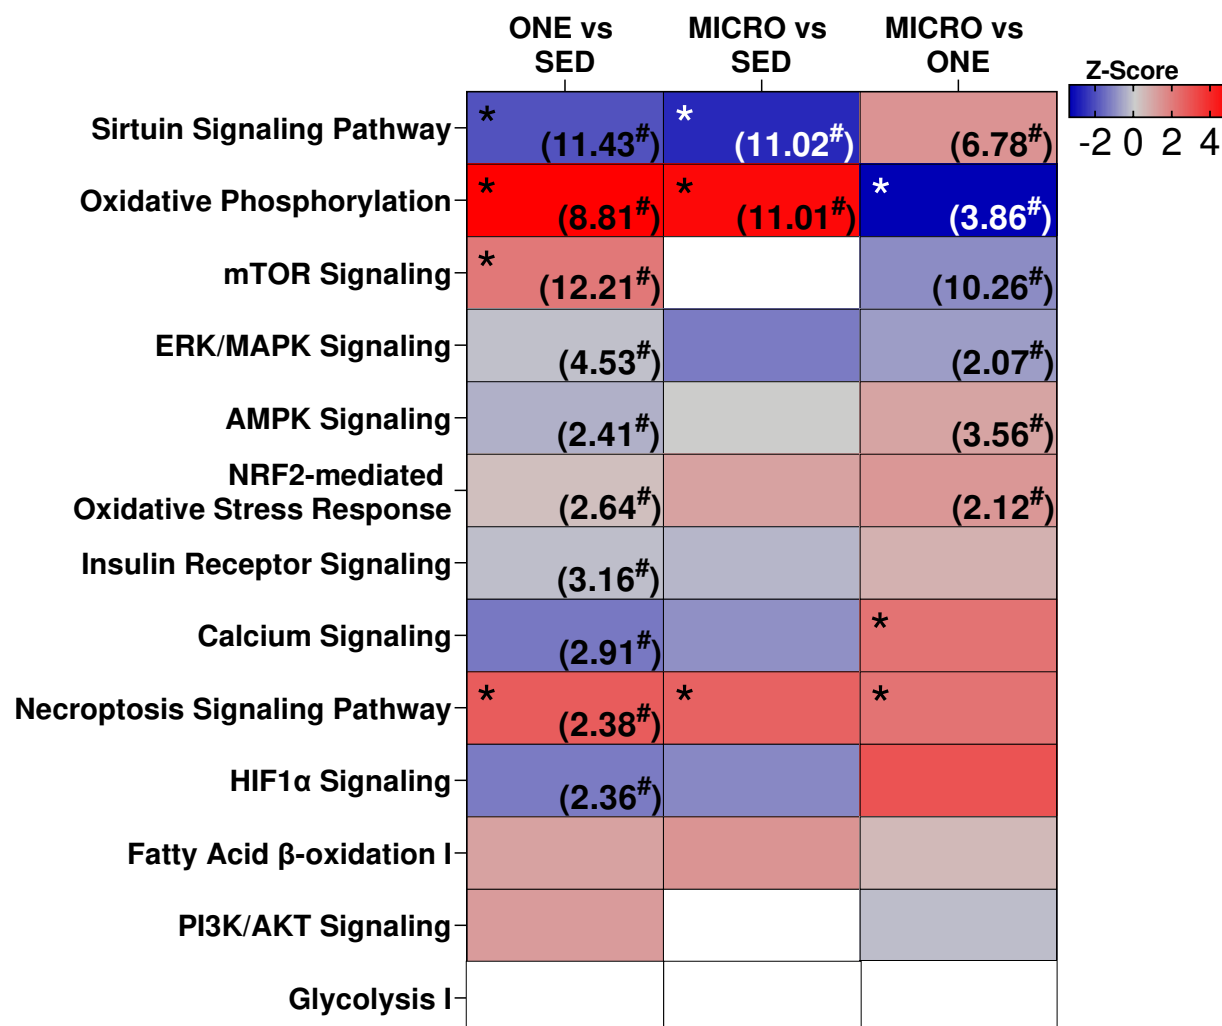 ONE vs
SED
MICRO vs
SED
MICRO vs
ONE
Z-Score
-2 0 2 4
Sirtuin Signaling Pathway
* (11.43#)
* (11.02#)
(6.78#)
Oxidative Phosphorylation
* (8.81#)
* (11.01#)
* (3.86#)
mTOR Signaling
* (12.21#)
(10.26#)
ERK/MAPK Signaling
(4.53#)
(2.07#)
AMPK Signaling
(2.41#)
(3.56#)
NRF2-mediated
Oxidative Stress Response
(2.64#)
(2.12#)
Insulin Receptor Signaling
(3.16#)
Calcium Signaling
(2.91#)
*
Necroptosis Signaling Pathway
* (2.38#)
*
*
HIF1α Signaling
(2.36#)
Fatty Acid β-oxidation I
PI3K/AKT Signaling
Glycolysis I